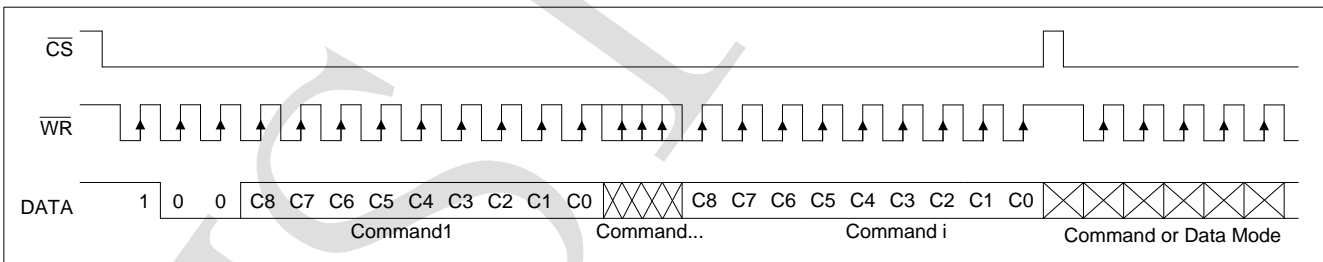 CS
WR
DATA 1 0 0 C8 C7 C6 C5 C4 C3 C2 C1 C0 C8 C7 C6 C5 C4 C3 C2 C1 C0
Command1 Command... Command i Command or Data Mode